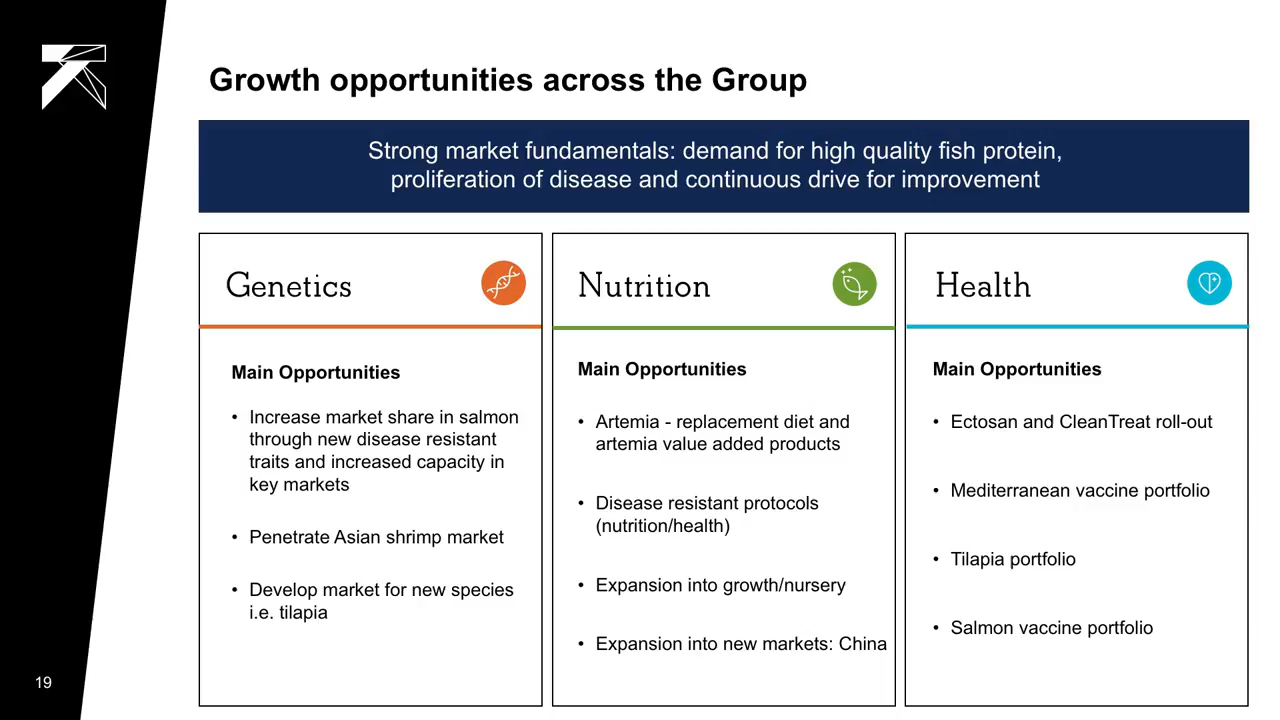 Growth opportunities across the Group
Strong market fundamentals: demand for high quality fish protein,
proliferation of disease and continuous drive for improvement
Genetics
Main Opportunities
• Increase market share in salmon
through new disease resistant
traits and increased capacity in
key markets
• Penetrate Asian shrimp market
• Develop market for new species
i.e. tilapia
Nutrition
Main Opportunities
• Artemia - replacement diet and
artemia value added products
• Disease resistant protocols
(nutrition/health)
• Expansion into growth/nursery
• Expansion into new markets: China
Health
Main Opportunities
• Ectosan and CleanTreat roll-out
• Mediterranean vaccine portfolio
• Tilapia portfolio
• Salmon vaccine portfolio
19